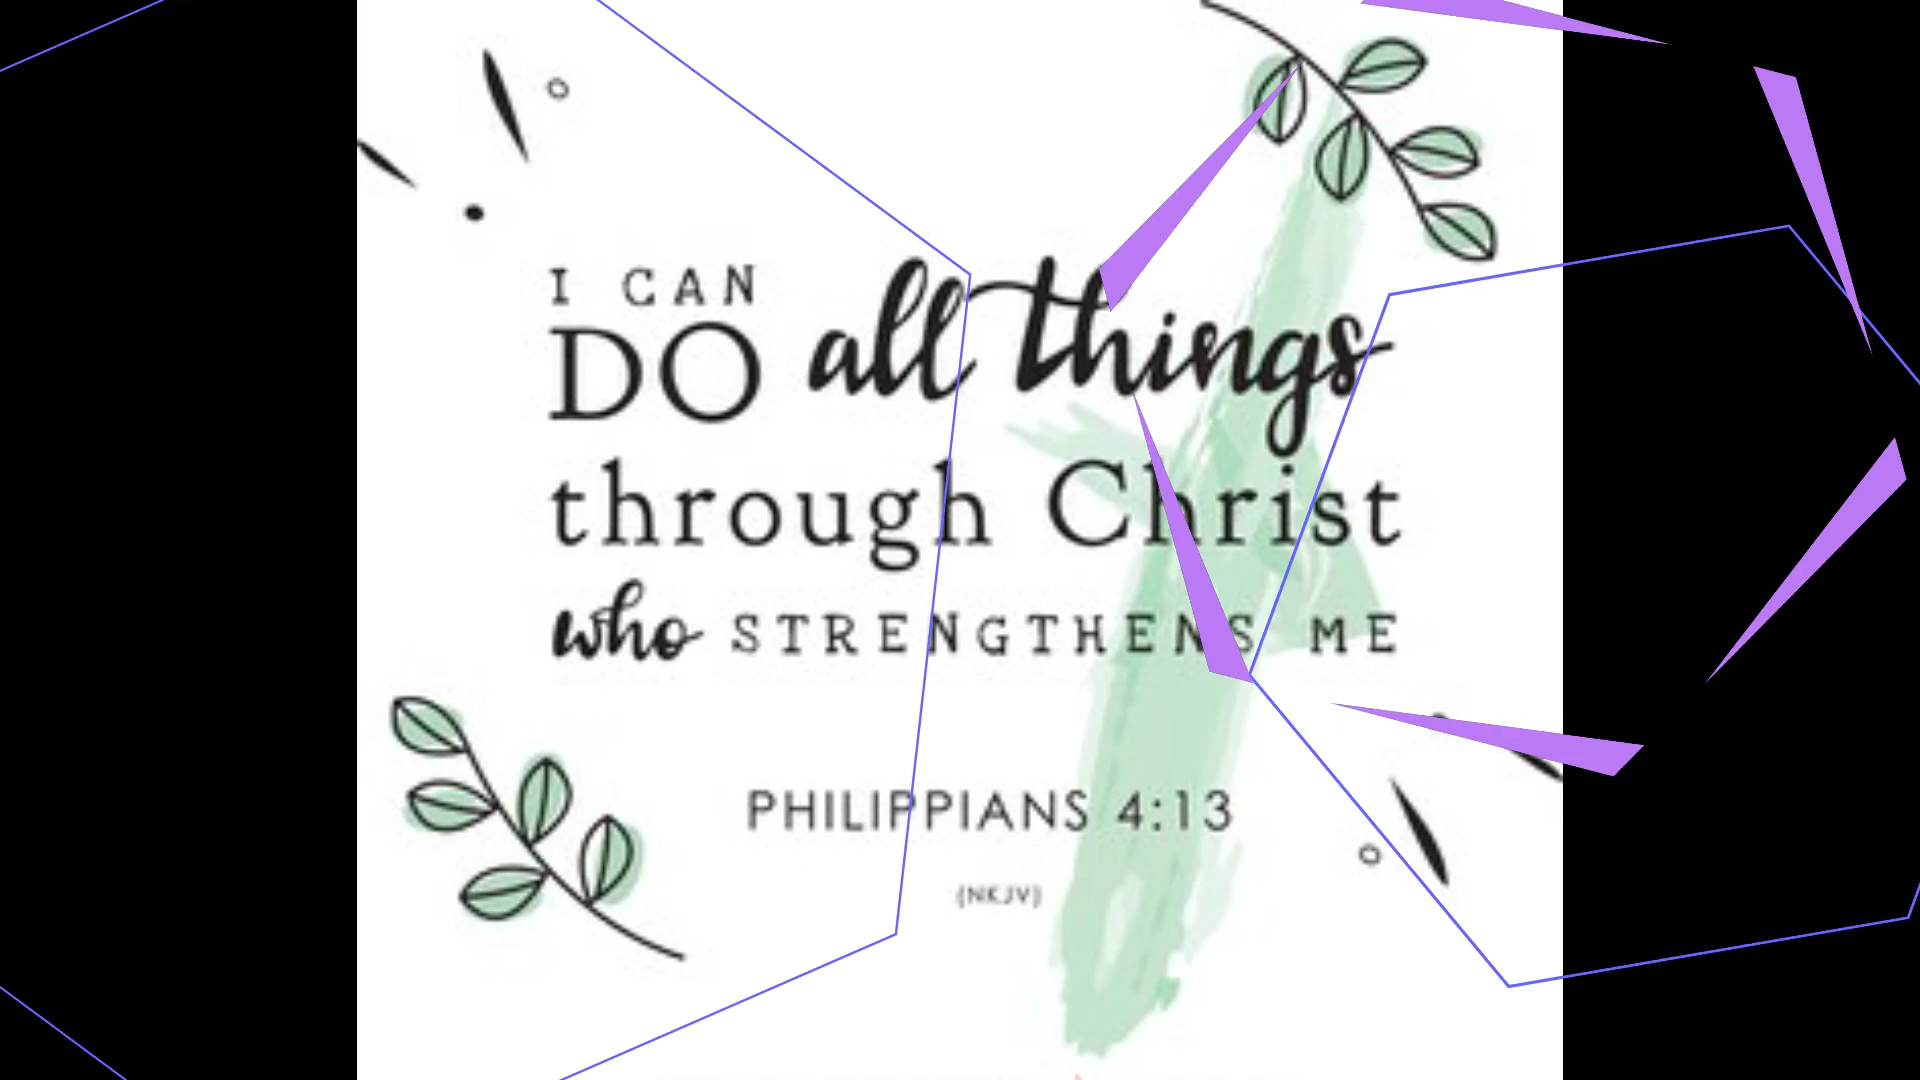 I CAN
DO all things
through Christ
who STRENGTHENS ME
PHILIPPIANS 4:13
(NKJV)